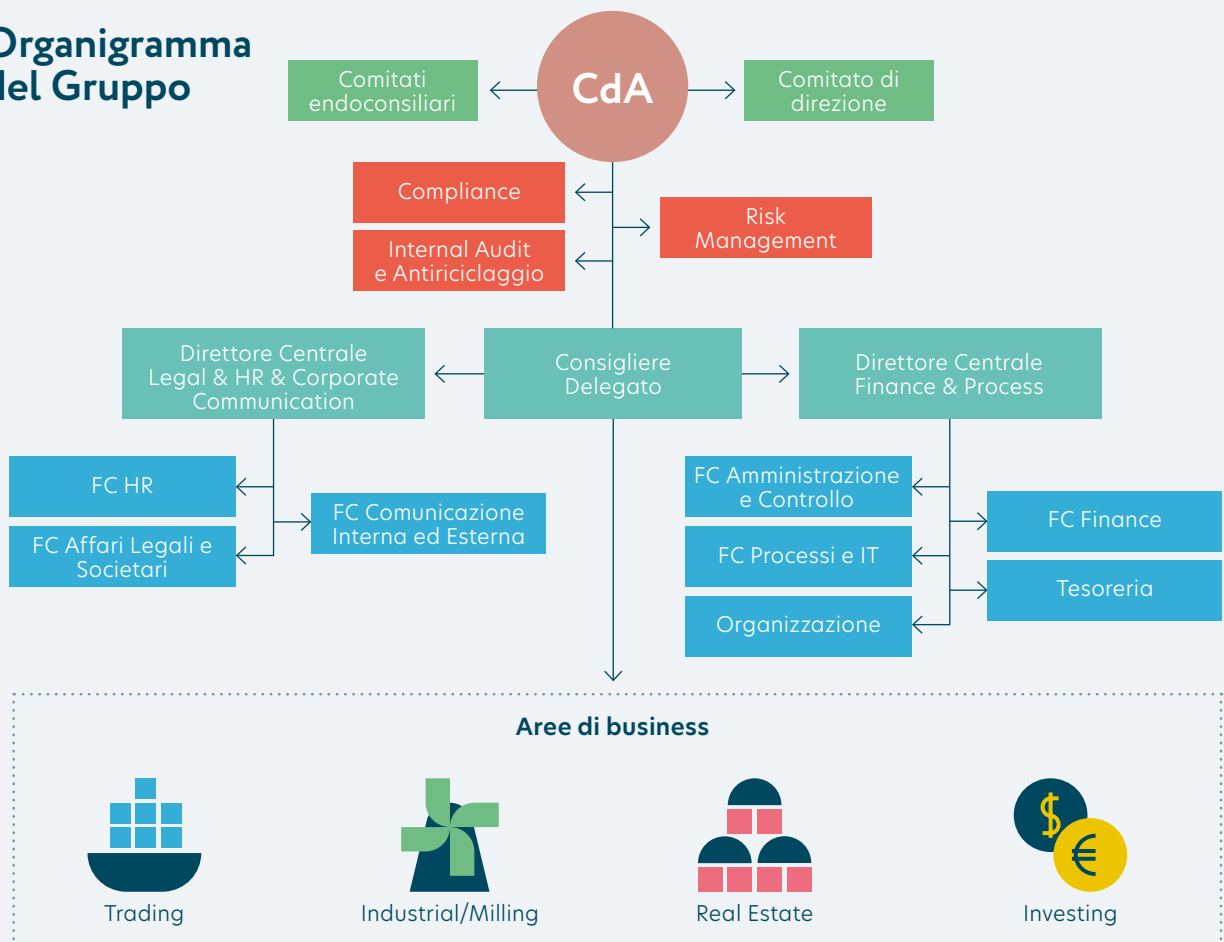 Organigramma
del Gruppo
Comitati
endoconsiliari
CdA
Comitato di
direzione
Compliance
Risk
Management
Internal Audit
e Antiriciclaggio
Direttore Centrale
Legal & HR & Corporate
Communication
Consigliere
Delegato
Direttore Centrale
Finance & Process
FC HR
FC Comunicazione
Interna ed Esterna
FC Affari Legali e
Societari
FC Amministrazione
e Controllo
FC Finance
FC Processi e IT
Tesoreria
Organizzazione
Aree di business
$
€
Trading
Industrial/Milling
Real Estate
Investing